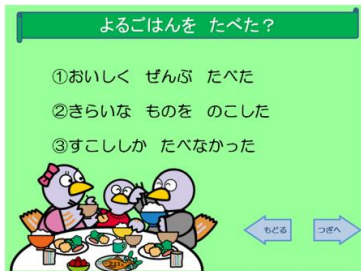 よるごはんを たべた？
①おいしく ぜんぶ たべた
②きらいな ものを のこした
③すこししか たべなかった
もどる
つぎへ